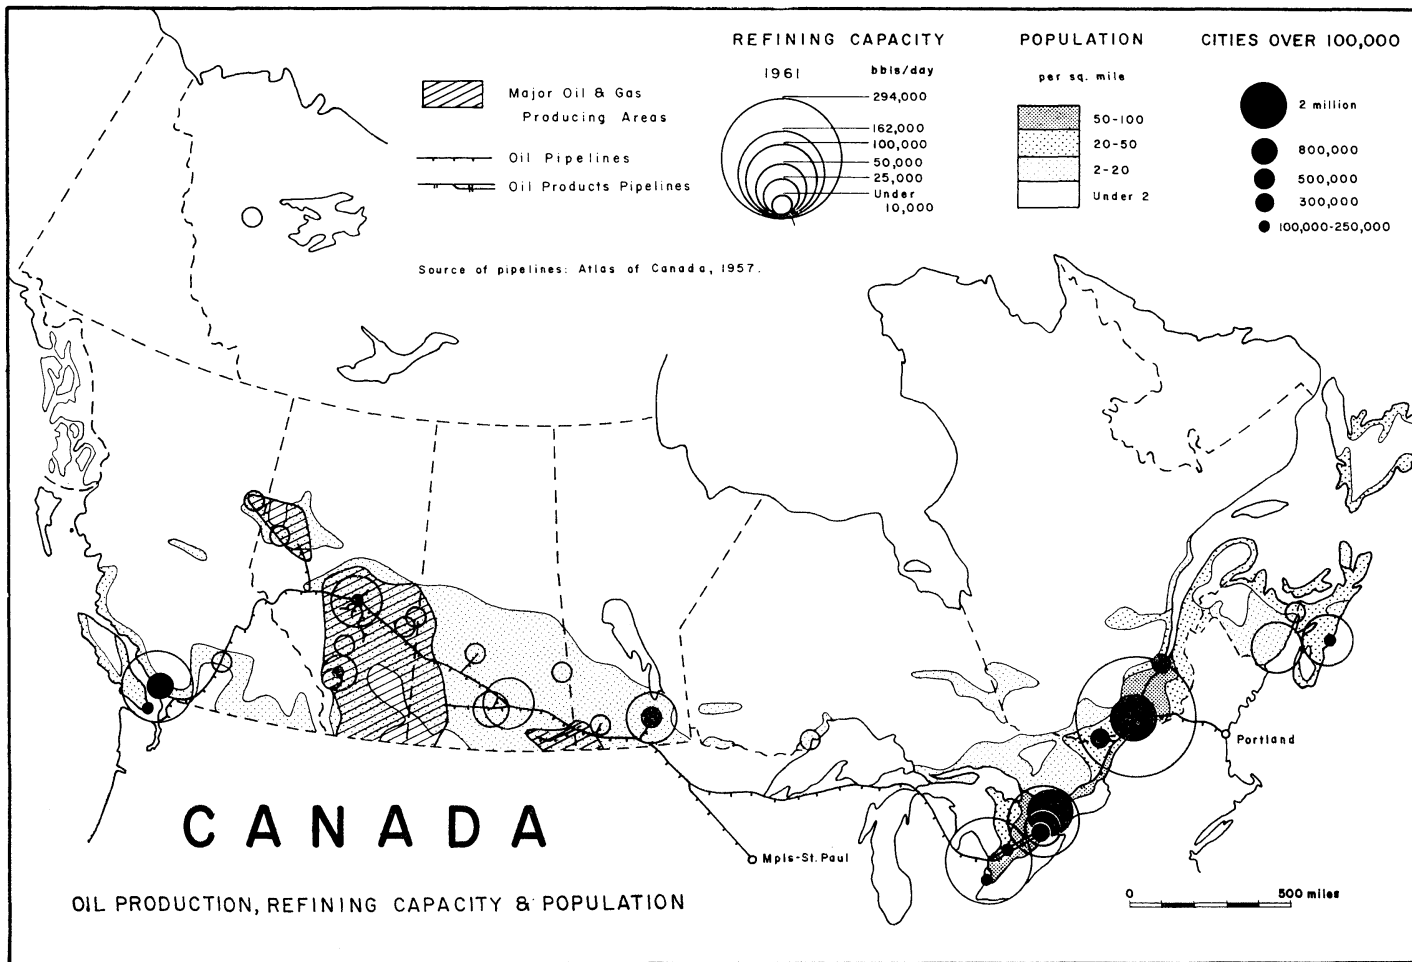 REFINING CAPACITY
1961
bbls/day
294,000
162,000
100,000
50,000
25,000
Under
10,000
POPULATION
per sq. mile
50-100
20-50
2-20
Under 2
CITIES OVER 100,000
2 million
800,000
500,000
300,000
100,000-250,000
Major Oil & Gas
Producing Areas
Oil Pipelines
Oil Products Pipelines
Source of pipelines: Atlas of Canada, 1957.
Portland
Mpls-St. Paul
CANADA
OIL PRODUCTION, REFINING CAPACITY & POPULATION
0
500 miles